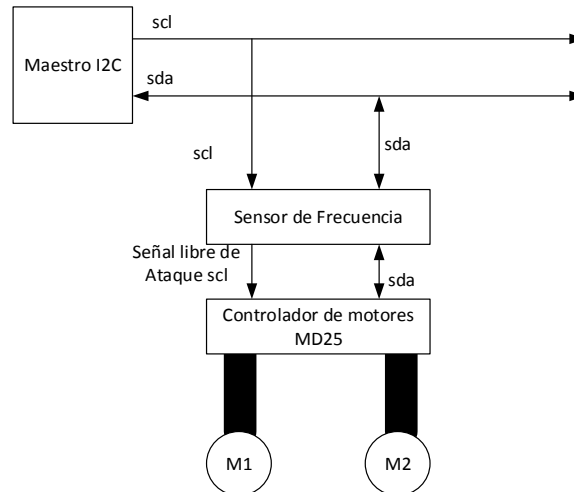 scl
Maestro I2C
sda
scl
sda
Sensor de Frecuencia
Señal libre de
Ataque scl
sda
Controlador de motores
MD25
M1
M2